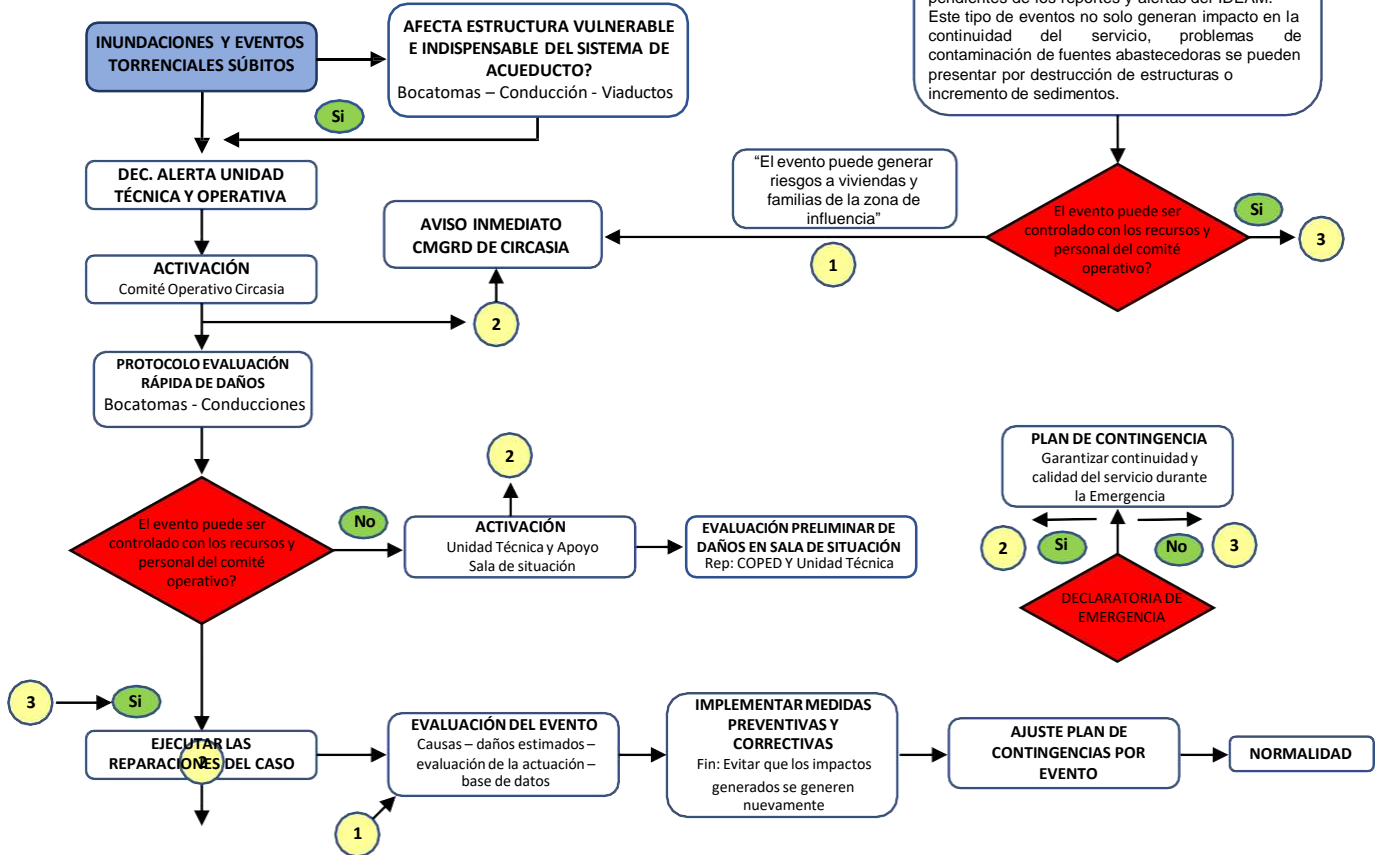 INUNDACIONES Y EVENTOS
TORRENCIALES SÚBITOS
AFECTA ESTRUCTURA VULNERABLE
E INDISPENSABLE DEL SISTEMA DE
ACUEDUCTO?
Bocatomas – Conducción - Viaductos
pendientes de los reportes y alertas del IDEAM.
Este tipo de eventos no solo generan impacto en la
continuidad del servicio, problemas de
contaminación de fuentes abastecedoras se pueden
presentar por destrucción de estructuras o
incremento de sedimentos.
Si
DEC. ALERTA UNIDAD
TÉCNICA Y OPERATIVA
AVISO INMEDIATO
CMGRD DE CIRCASIA
“El evento puede generar
riesgos a viviendas y
familias de la zona de
influencia”
1
El evento puede ser
controlado con los recursos y
personal del comité
operativo?
Si
3
ACTIVACIÓN
Comité Operativo Circasia
2
PROTOCOLO EVALUACIÓN
RÁPIDA DE DAÑOS
Bocatomas - Conducciones
El evento puede ser
controlado con los recursos y
personal del comité
operativo?
No
2
ACTIVACIÓN
Unidad Técnica y Apoyo
Sala de situación
EVALUACIÓN PRELIMINAR DE
DAÑOS EN SALA DE SITUACIÓN
Rep: COPED Y Unidad Técnica
PLAN DE CONTINGENCIA
Garantizar continuidad y
calidad del servicio durante
la Emergencia
2
Si
No
3
DECLARATORIA DE
EMERGENCIA
3
Si
EJECUTAR LAS
REPARACIONES DEL CASO
2
EVALUACIÓN DEL EVENTO
Causas – daños estimados –
evaluación de la actuación –
base de datos
1
IMPLEMENTAR MEDIDAS
PREVENTIVAS Y
CORRECTIVAS
Fin: Evitar que los impactos
generados se generen
nuevamente
AJUSTE PLAN DE
CONTINGENCIAS POR
EVENTO
NORMALIDAD